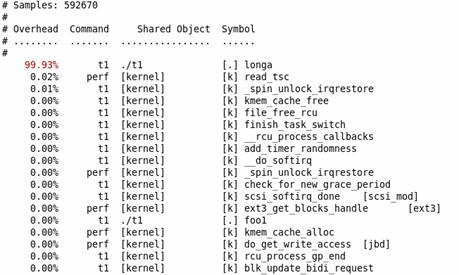 # Samples: 592670
#
# Overhead  Command     Shared Object  Symbol
# ........  .......  ................  ......
#
    99.93%       t1  ./t1              [.] longa
     0.02%     perf  [kernel]          [k] read_tsc
     0.01%       t1  [kernel]          [k] _spin_unlock_irqrestore
     0.00%       t1  [kernel]          [k] kmem_cache_free
     0.00%       t1  [kernel]          [k] file_free_rcu
     0.00%       t1  [kernel]          [k] finish_task_switch
     0.00%       t1  [kernel]          [k] __rcu_process_callbacks
     0.00%       t1  [kernel]          [k] add_timer_randomness
     0.00%       t1  [kernel]          [k] __do_softirq
     0.00%     perf  [kernel]          [k] _spin_unlock_irqrestore
     0.00%       t1  [kernel]          [k] check_for_new_grace_period
     0.00%       t1  [kernel]          [k] scsi_softirq_done    [scsi_mod]
     0.00%     perf  [kernel]          [k] ext3_get_blocks_handle       [ext3]
     0.00%       t1  ./t1              [.] foo1
     0.00%     perf  [kernel]          [k] kmem_cache_alloc
     0.00%     perf  [kernel]          [k] do_get_write_access  [jbd]
     0.00%       t1  [kernel]          [k] rcu_process_gp_end
     0.00%       t1  [kernel]          [k] blk_update_bidi_request